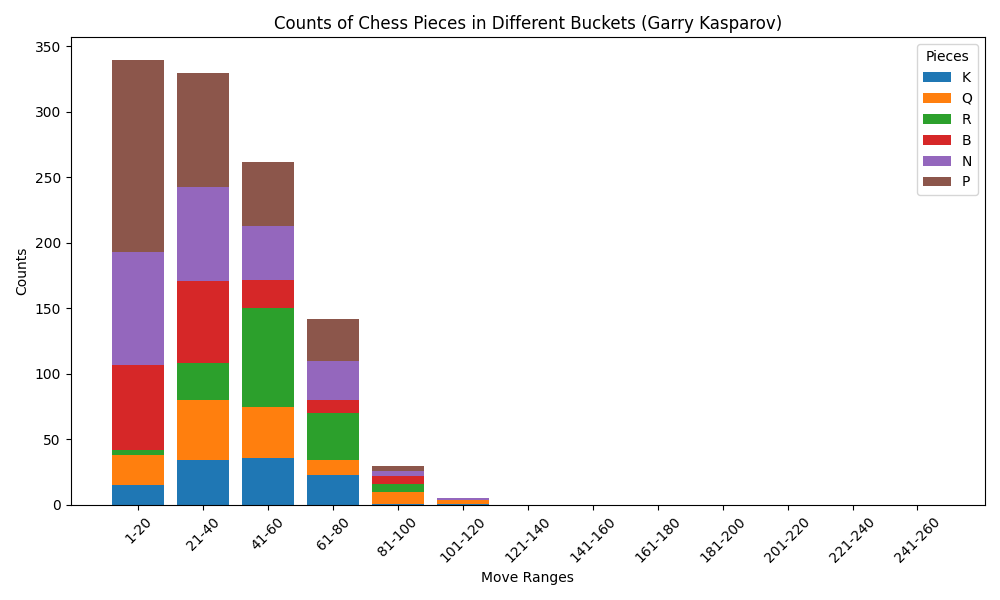 Counts of Chess Pieces in Different Buckets (Garry Kasparov)
Pieces
K
Q
R
B
N
P
350
300
250
200
150
100
50
0
Counts
1-20
21-40
41-60
61-80
81-100
101-120
121-140
141-160
161-180
181-200
201-220
221-240
241-260
Move Ranges